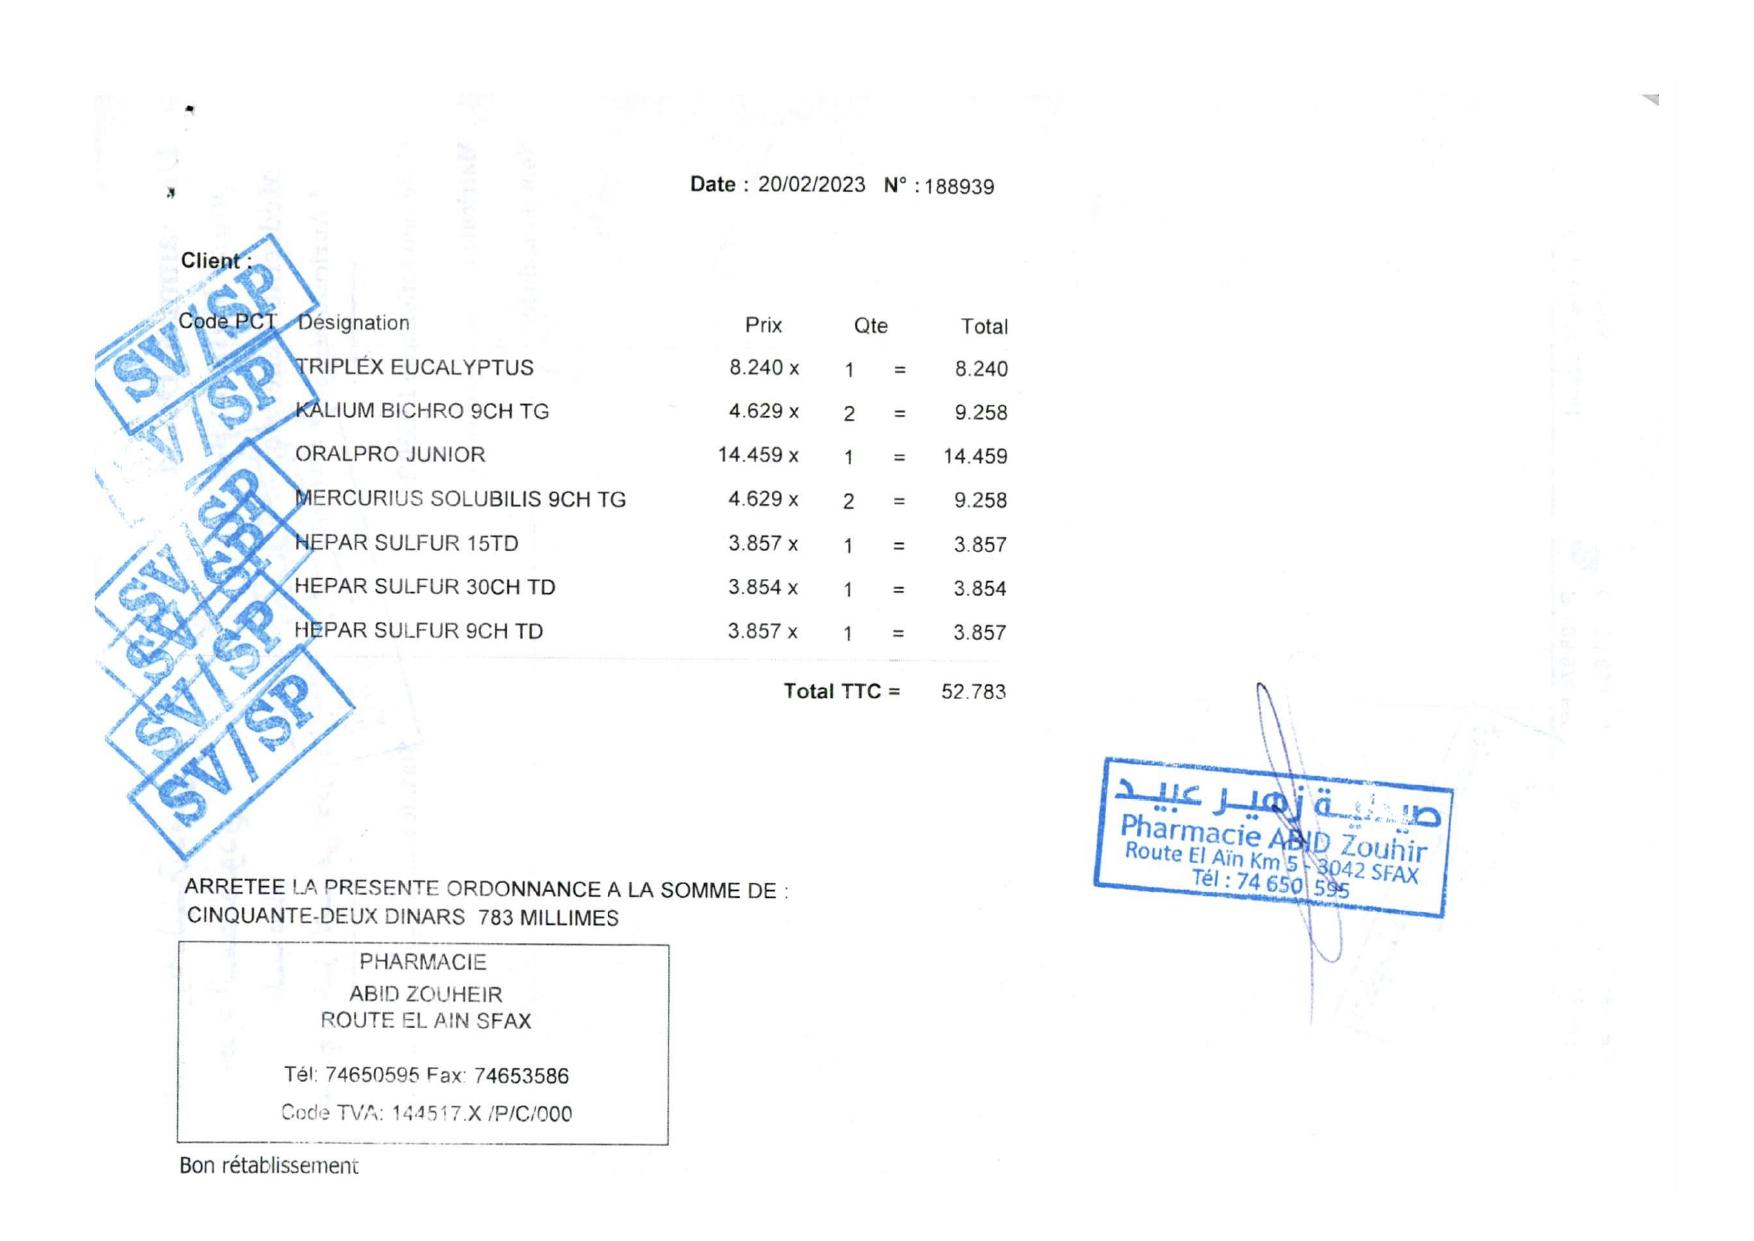 Date : 20/02/2023 N° : 188939
Client :
Code PCT Désignation Prix Qte Total
TRIPLEX EUCALYPTUS 8.240 x 1 = 8.240
KALIUM BICHRO 9CH TG 4.629 x 2 = 9.258
ORALPRO JUNIOR 14.459 x 1 = 14.459
MERCURIUS SOLUBILIS 9CH TG 4.629 x 2 = 9.258
HEPAR SULFUR 15TD 3.857 x 1 = 3.857
HEPAR SULFUR 30CH TD 3.854 x 1 = 3.854
HEPAR SULFUR 9CH TD 3.857 x 1 = 3.857
Total TTC = 52.783
SV/SP
V/SP
SV/SP
SV/SP
SV/SP
SV/SP
صيدلية زهير عبيد
Pharmacie ABID Zouhir
Route El Aïn Km 5 - 3042 SFAX
Tél : 74 650 595
ARRETEE LA PRESENTE ORDONNANCE A LA SOMME DE :
CINQUANTE-DEUX DINARS 783 MILLIMES
PHARMACIE
ABID ZOUHEIR
ROUTE EL AIN SFAX
Tél: 74650595 Fax: 74653586
Code TVA: 144517.X /P/C/000
Bon rétablissement